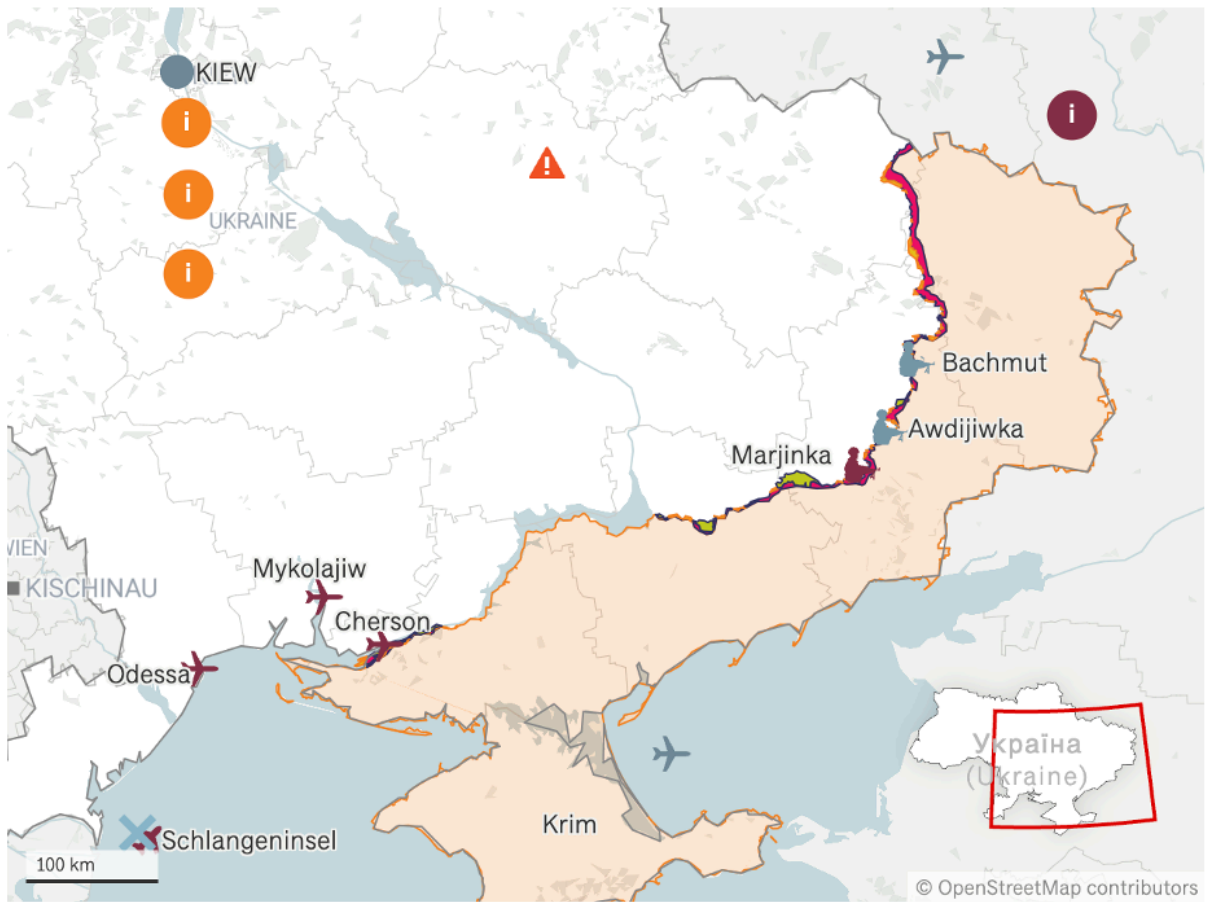 KIEW
i
i
i
i
!
UKRAINE
Bachmut
Awdijiwka
Marjinka
WIEN
KISCHINAU
Mykolajiw
Cherson
Odessa
Україна
(Ukraine)
Krim
Schlangeninsel
100 km
© OpenStreetMap contributors